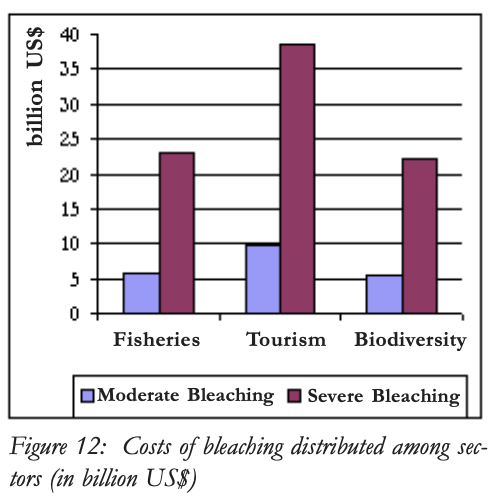 billion US$
40
35
30
25
20
15
10
5
0
Fisheries Tourism Biodiversity
Moderate Bleaching Severe Bleaching
Figure 12: Costs of bleaching distributed among sec-
tors (in billion US$)